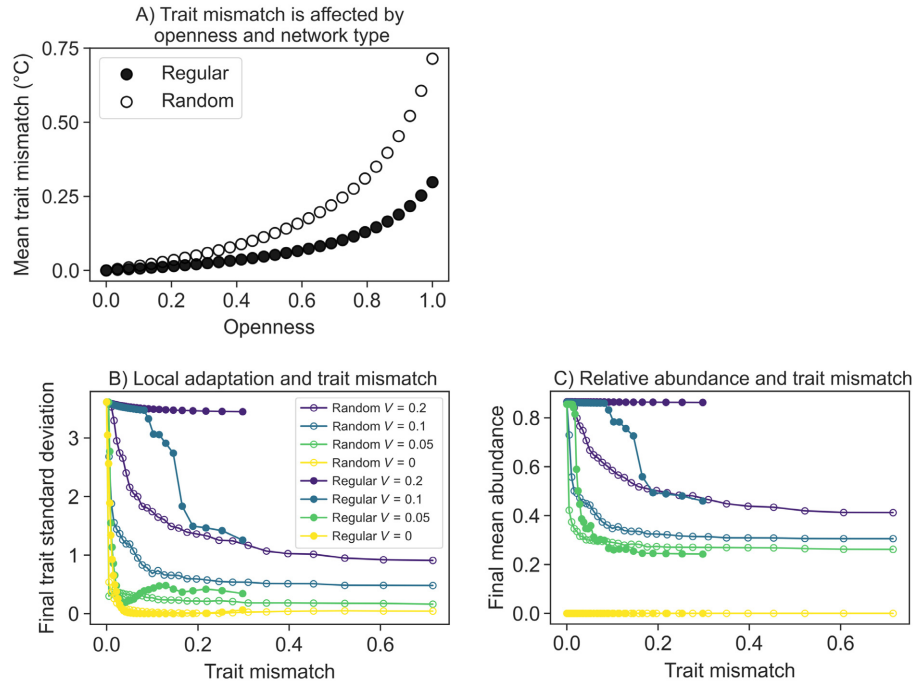 A) Trait mismatch is affected by
openness and network type
Mean trait mismatch (°C)
0.75
0.50
0.25
0.0
Regular
Random
0.0 0.2 0.4 0.6 0.8 1.0
Openness
B) Local adaptation and trait mismatch
Final trait standard deviation
3
2
1
0
Random V = 0.2
Random V = 0.1
Random V = 0.05
Random V = 0
Regular V = 0.2
Regular V = 0.1
Regular V = 0.05
Regular V = 0
0.0 0.2 0.4 0.6
Trait mismatch
C) Relative abundance and trait mismatch
Final mean abundance
0.8
0.6
0.4
0.2
0.0
0.0 0.2 0.4 0.6
Trait mismatch